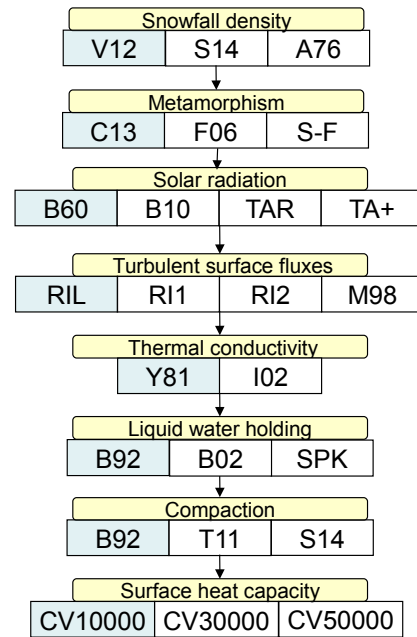 Snowfall density
V12 S14 A76
Metamorphism
C13 F06 S-F
Solar radiation
B60 B10 TAR TA+
Turbulent surface fluxes
RIL RI1 RI2 M98
Thermal conductivity
Y81 I02
Liquid water holding
B92 B02 SPK
Compaction
B92 T11 S14
Surface heat capacity
CV10000 CV30000 CV50000